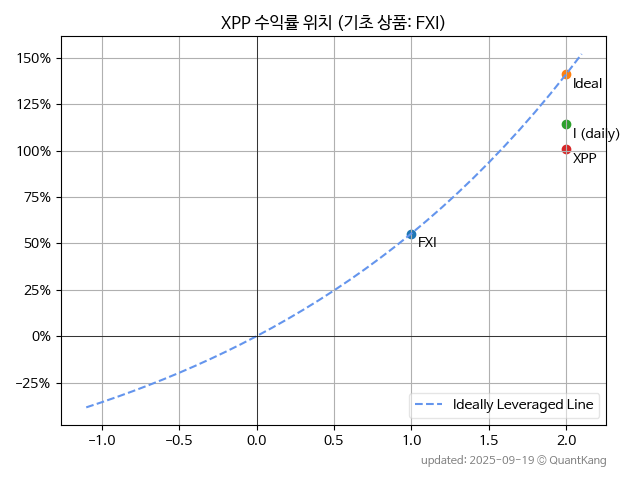 XPP 수익률 위치 (기초 상품: FXI)
150%
125%
100%
75%
50%
25%
0%
−25%
Ideal
I (daily)
XPP
FXI
Ideally Leveraged Line
−1.0
−0.5
0.0
0.5
1.0
1.5
2.0
updated: 2025-09-19 © QuantKang